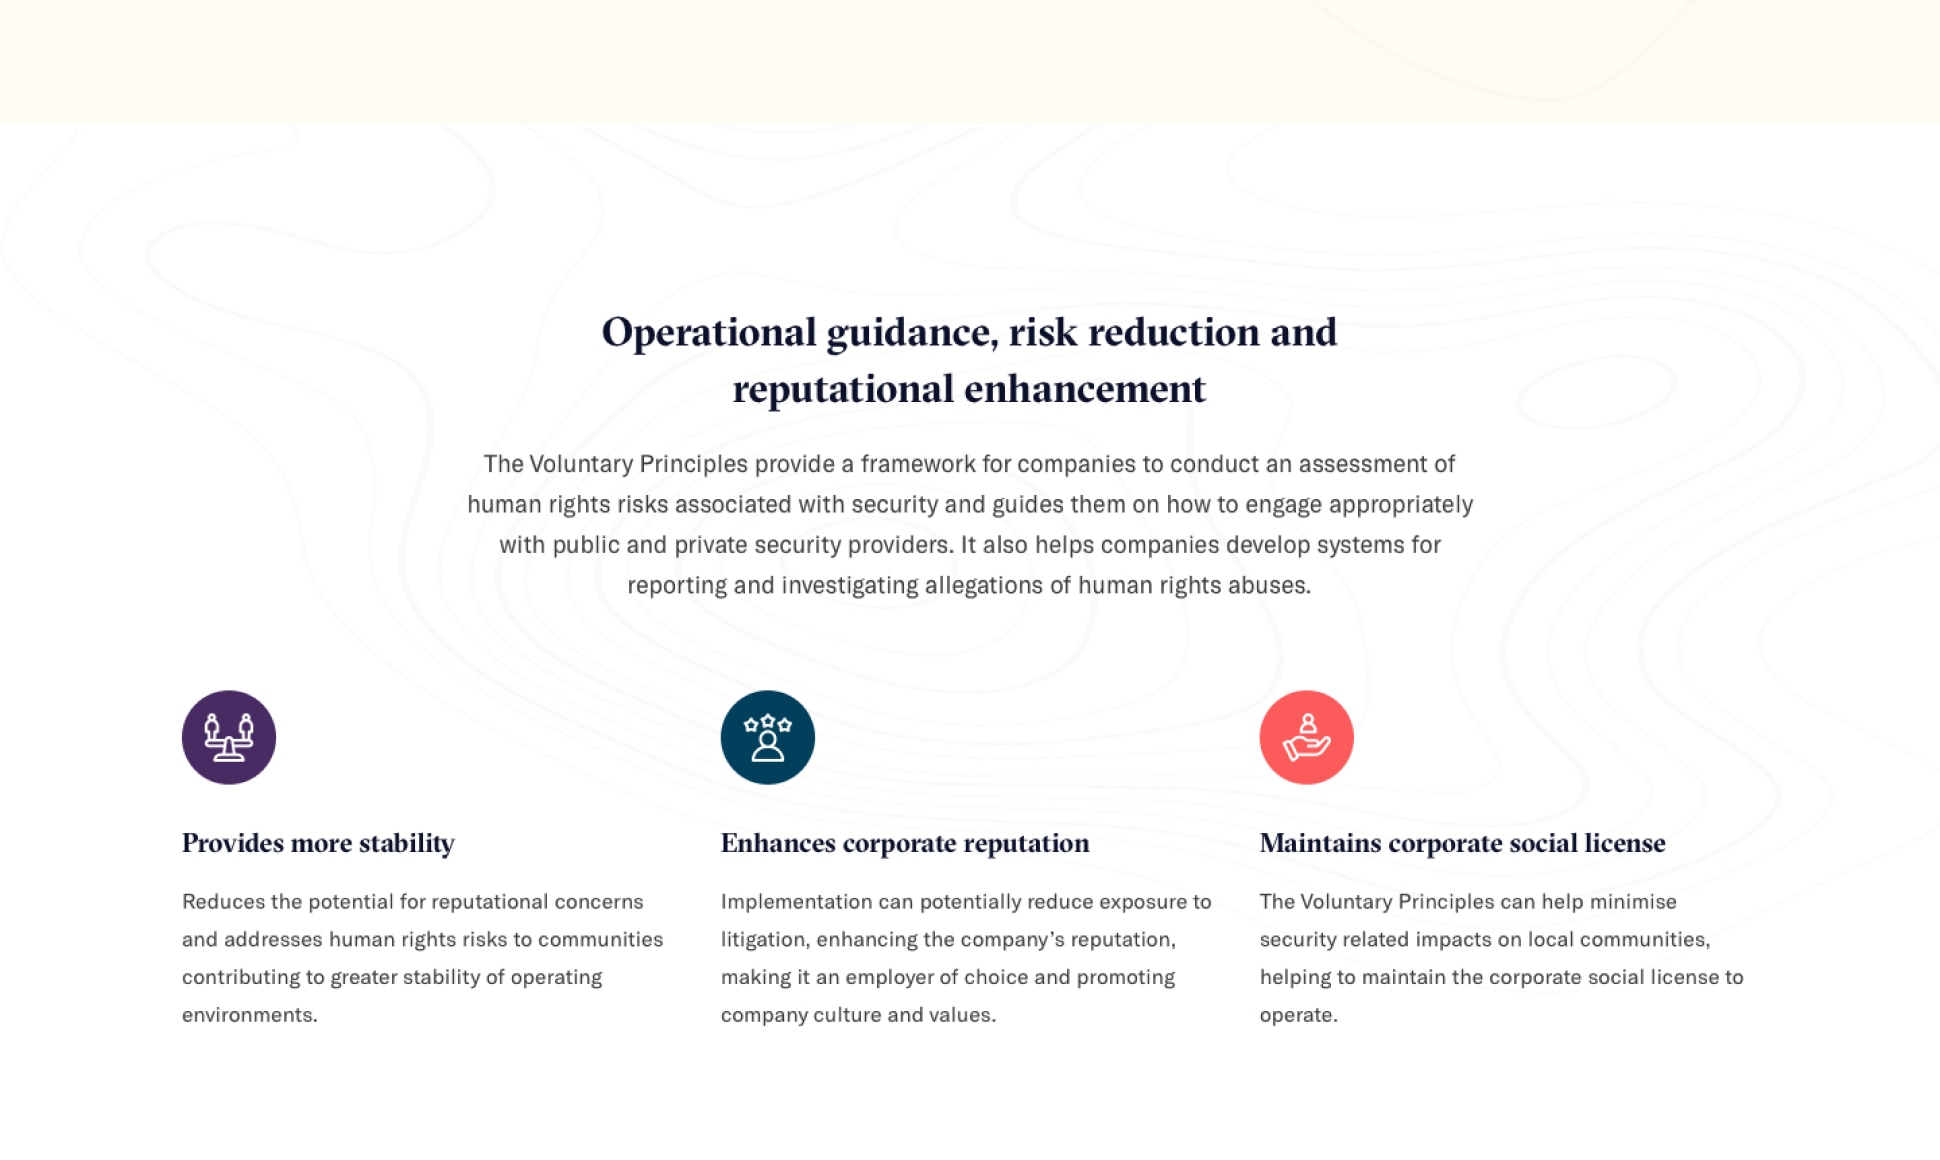 Operational guidance, risk reduction and
reputational enhancement
The Voluntary Principles provide a framework for companies to conduct an assessment of
human rights risks associated with security and guides them on how to engage appropriately
with public and private security providers. It also helps companies develop systems for
reporting and investigating allegations of human rights abuses.
Provides more stability
Reduces the potential for reputational concerns
and addresses human rights risks to communities
contributing to greater stability of operating
environments.
Enhances corporate reputation
Implementation can potentially reduce exposure to
litigation, enhancing the company’s reputation,
making it an employer of choice and promoting
company culture and values.
Maintains corporate social license
The Voluntary Principles can help minimise
security related impacts on local communities,
helping to maintain the corporate social license to
operate.